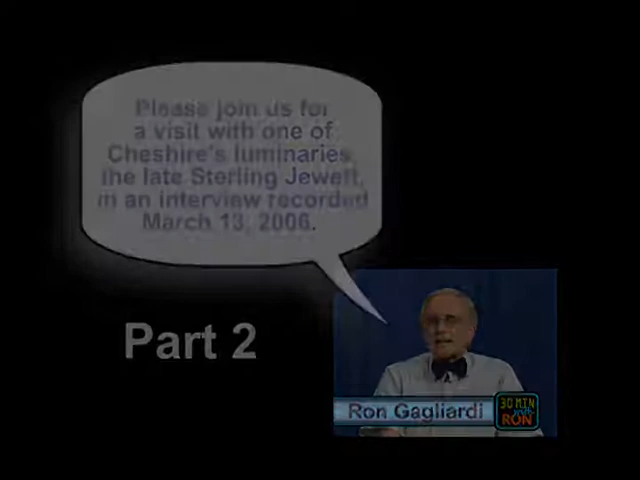 Please join us for
a visit with one of
Cheshire's luminaries,
the late Sterling Jewett,
in an interview recorded
March 13, 2006.
Part 2
Ron Gagliardi
30 MIN
with
RON